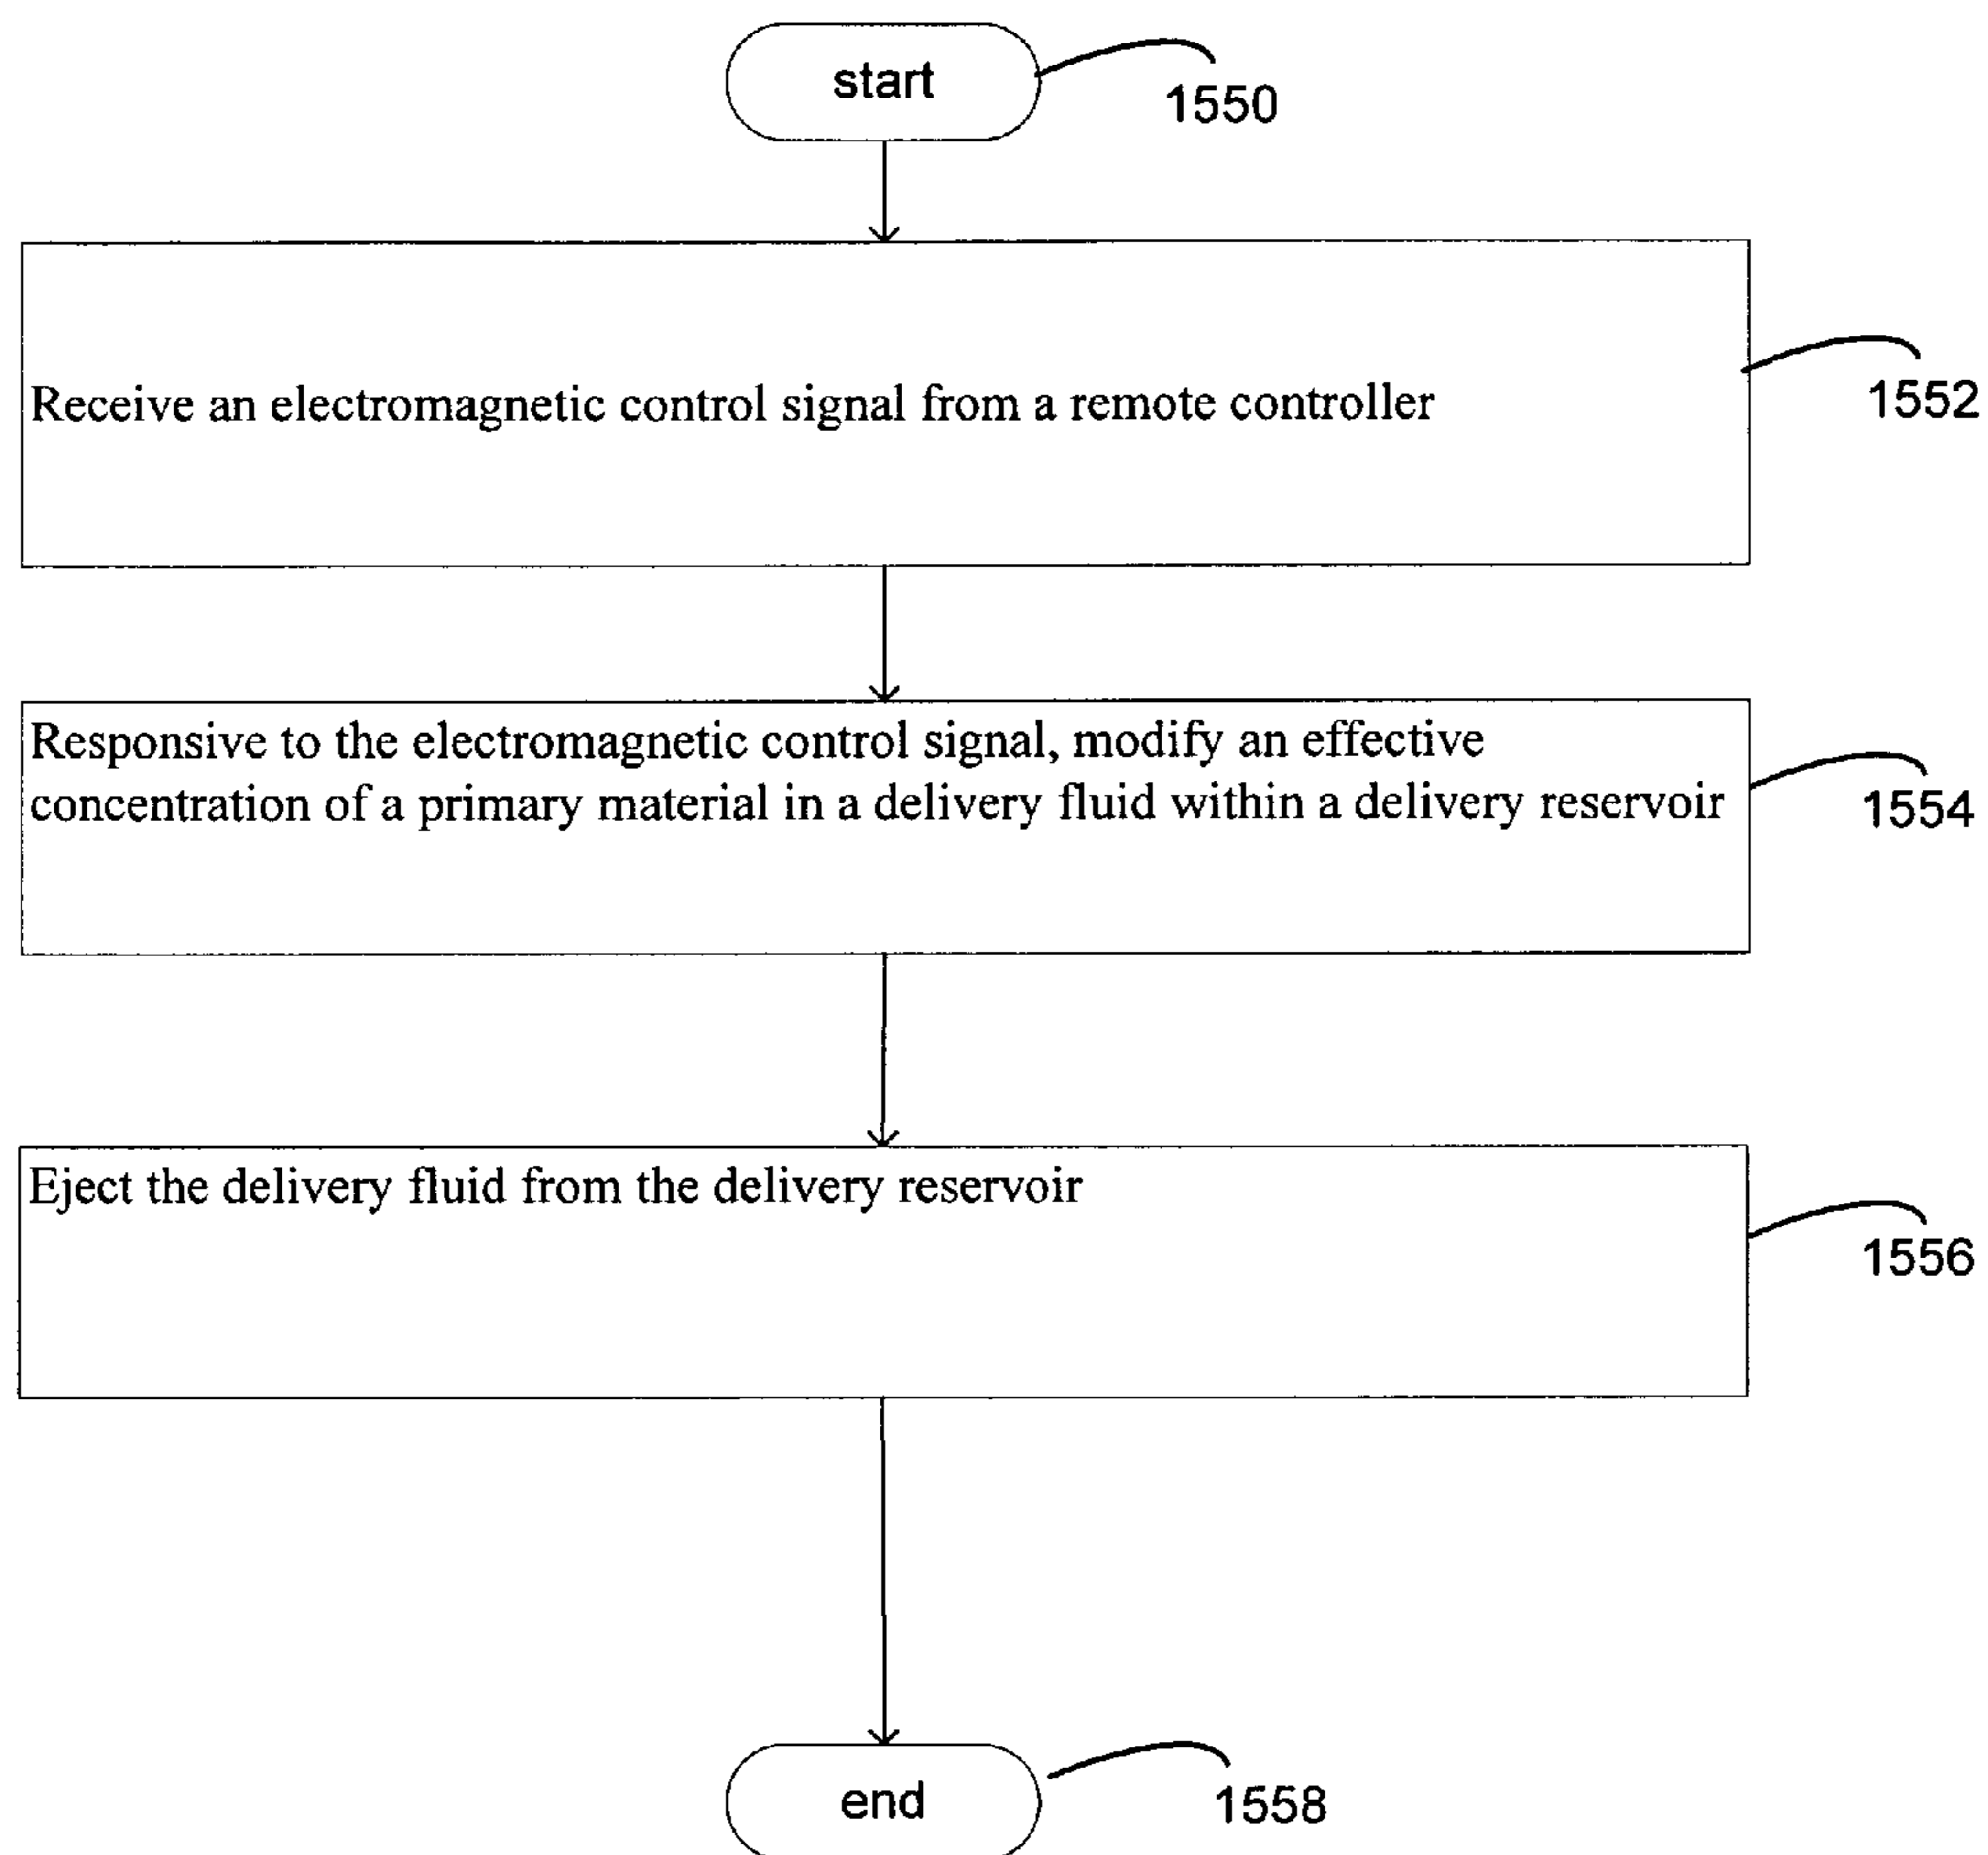 start
1550
Receive an electromagnetic control signal from a remote controller
1552
Responsive to the electromagnetic control signal, modify an effective
concentration of a primary material in a delivery fluid within a delivery reservoir
1554
Eject the delivery fluid from the delivery reservoir
1556
end
1558